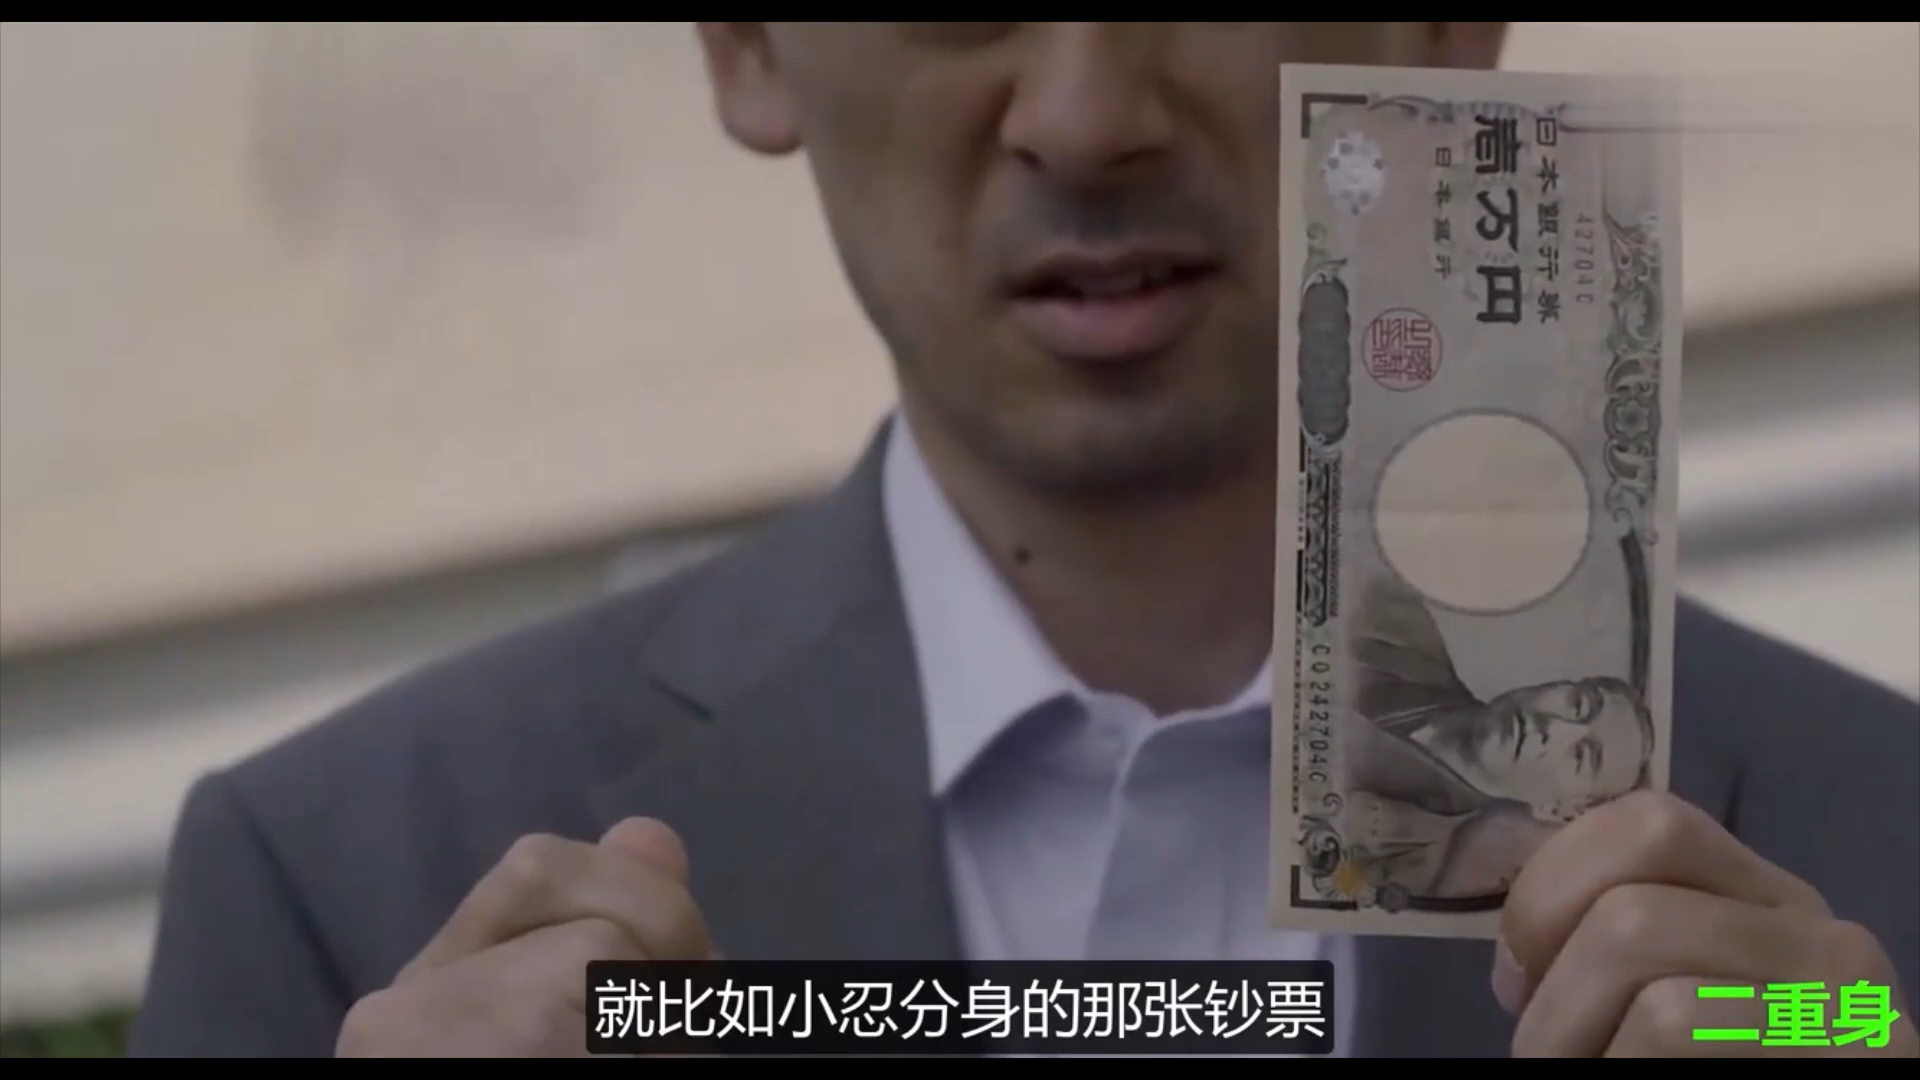 日本銀行券
壱万円
日本銀行
427704C
CQ242704C
就比如小忍分身的那张钞票
二重身